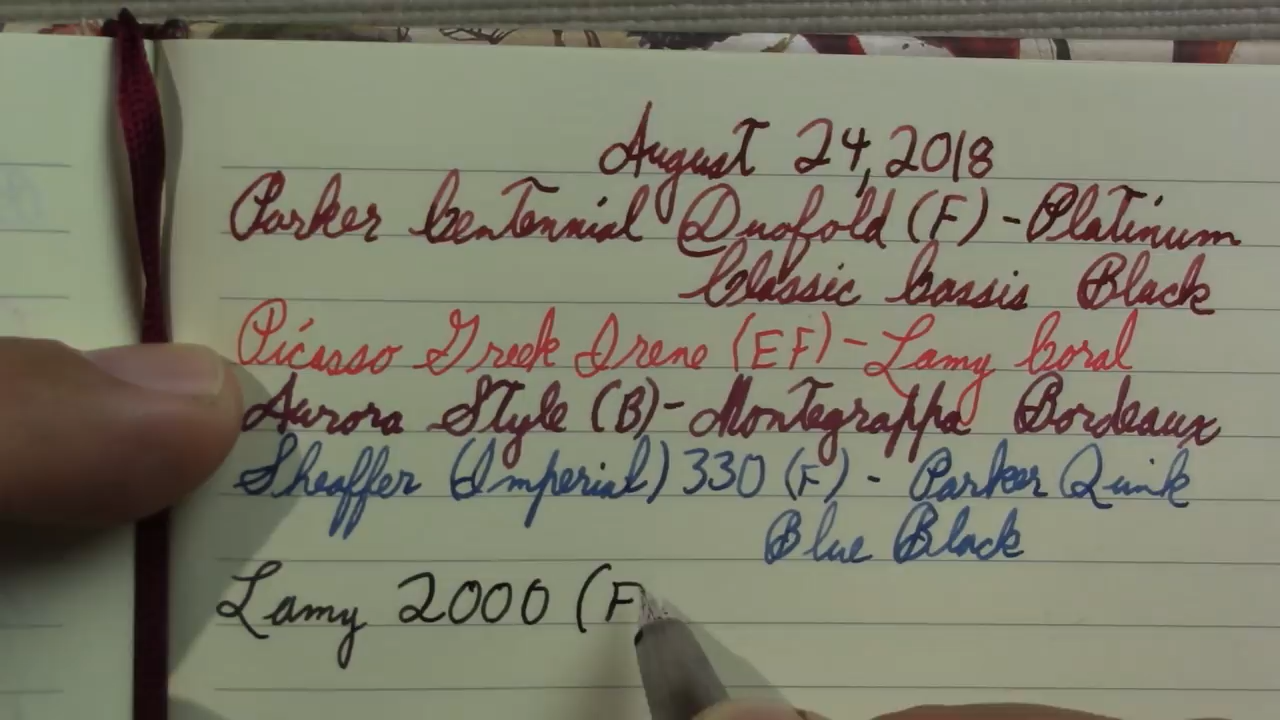 August 24, 2018
Parker Centennial Duofold (F) - Platinum
Classic Cassis Black
Picasso Greek Irene (EF) - Lamy Coral
Aurora Style (B) - Montegrappa Bordeaux
Sheaffer (Imperial) 330 (F) - Parker Quink
Blue Black
Lamy 2000 (F